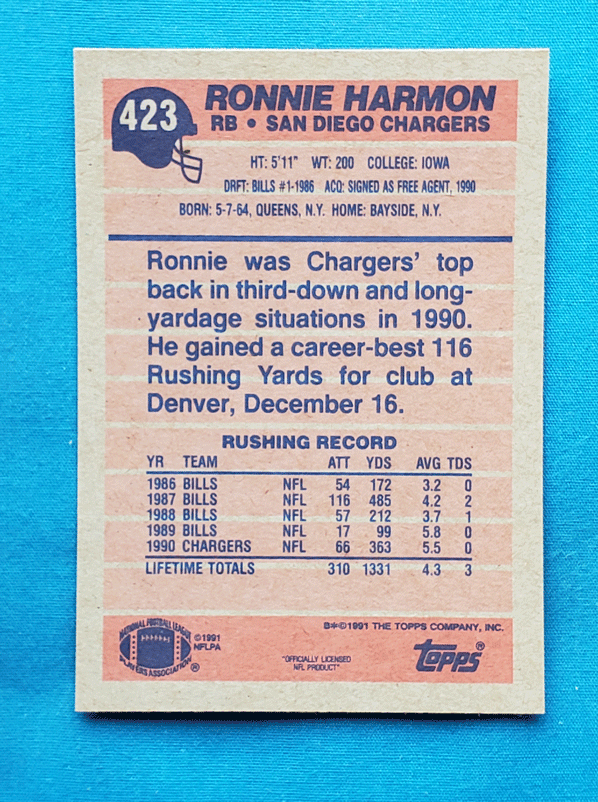 423
RONNIE HARMON
RB • SAN DIEGO CHARGERS
HT: 5'11" WT: 200 COLLEGE: IOWA
DRFT: BILLS #1-1986 ACQ: SIGNED AS FREE AGENT, 1990
BORN: 5-7-64, QUEENS, N.Y. HOME: BAYSIDE, N.Y.
Ronnie was Chargers' top
back in third-down and long-
yardage situations in 1990.
He gained a career-best 116
Rushing Yards for club at
Denver, December 16.
RUSHING RECORD
YR TEAM ATT YDS AVG TDS
1986 BILLS NFL 54 172 3.2 0
1987 BILLS NFL 116 485 4.2 2
1988 BILLS NFL 57 212 3.7 1
1989 BILLS NFL 17 99 5.8 0
1990 CHARGERS NFL 66 363 5.5 0
LIFETIME TOTALS 310 1331 4.3 3
NATIONAL FOOTBALL LEAGUE
PLAYERS ASSOCIATION
®
©1991
NFLPA
"OFFICIALLY LICENSED
NFL PRODUCT"
B*©1991 THE TOPPS COMPANY, INC.
topps®